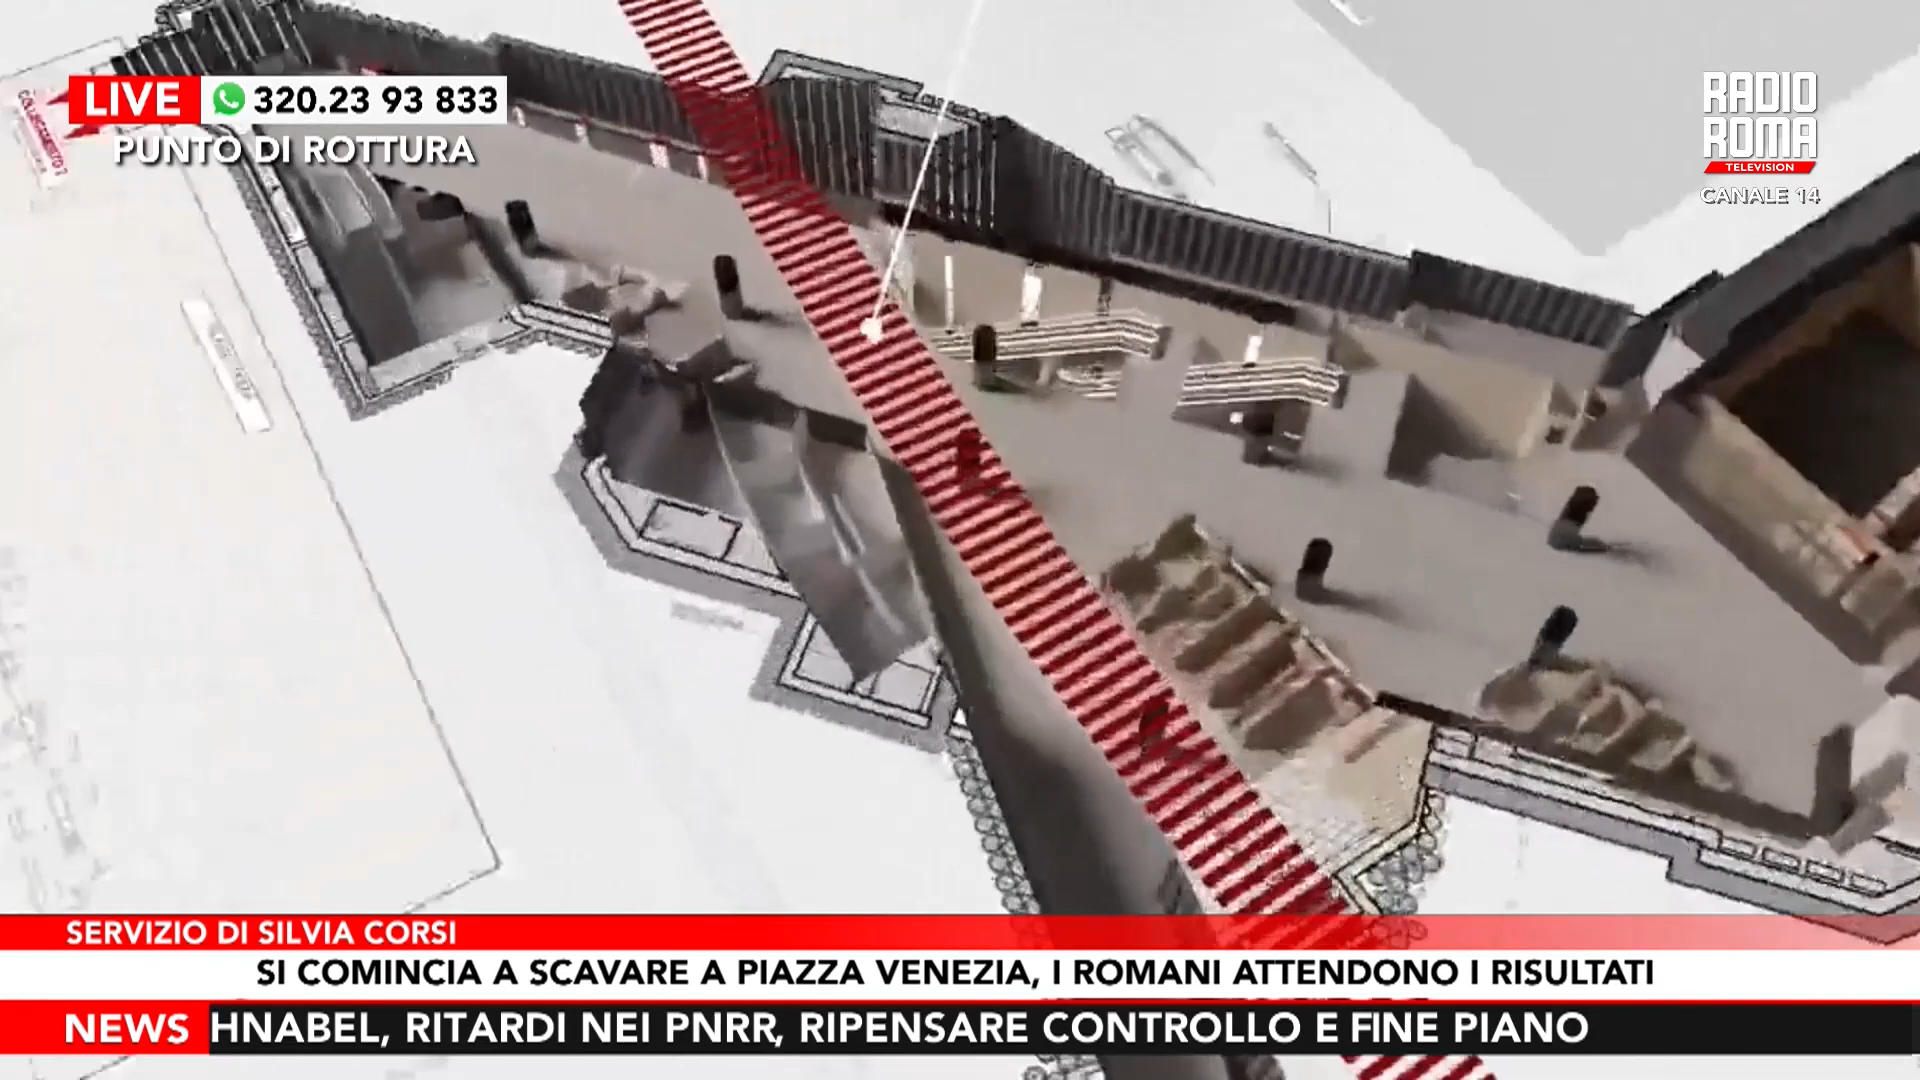 LIVE 320.23 93 833
PUNTO DI ROTTURA
RADIO
ROMA
TELEVISION
CANALE 14
SERVIZIO DI SILVIA CORSI
SI COMINCIA A SCAVARE A PIAZZA VENEZIA, I ROMANI ATTENDONO I RISULTATI
NEWS HNABEL, RITARDI NEI PNRR, RIPENSARE CONTROLLO E FINE PIANO